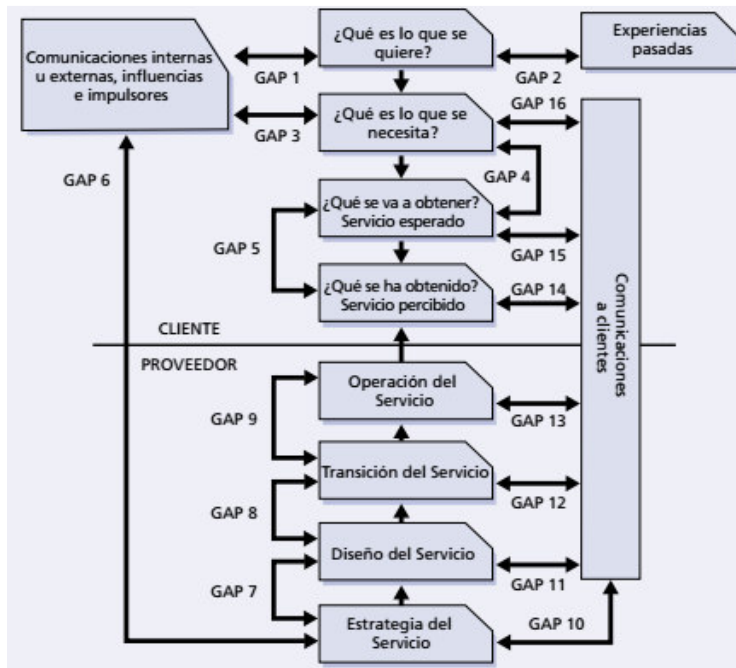 Comunicaciones internas
u externas, influencias
e impulsores
GAP 1
¿Qué es lo que se
quiere?
GAP 2
Experiencias
pasadas
GAP 3
¿Qué es lo que se
necesita?
GAP 16
GAP 6
GAP 4
¿Qué se va a obtener?
Servicio esperado
GAP 5
GAP 15
¿Qué se ha obtenido?
Servicio percibido
GAP 14
Comunicaciones
a clientes
CLIENTE
PROVEEDOR
Operación del
Servicio
GAP 9
GAP 13
Transición del Servicio
GAP 8
GAP 12
Diseño del Servicio
GAP 7
GAP 11
Estrategia del
Servicio
GAP 10